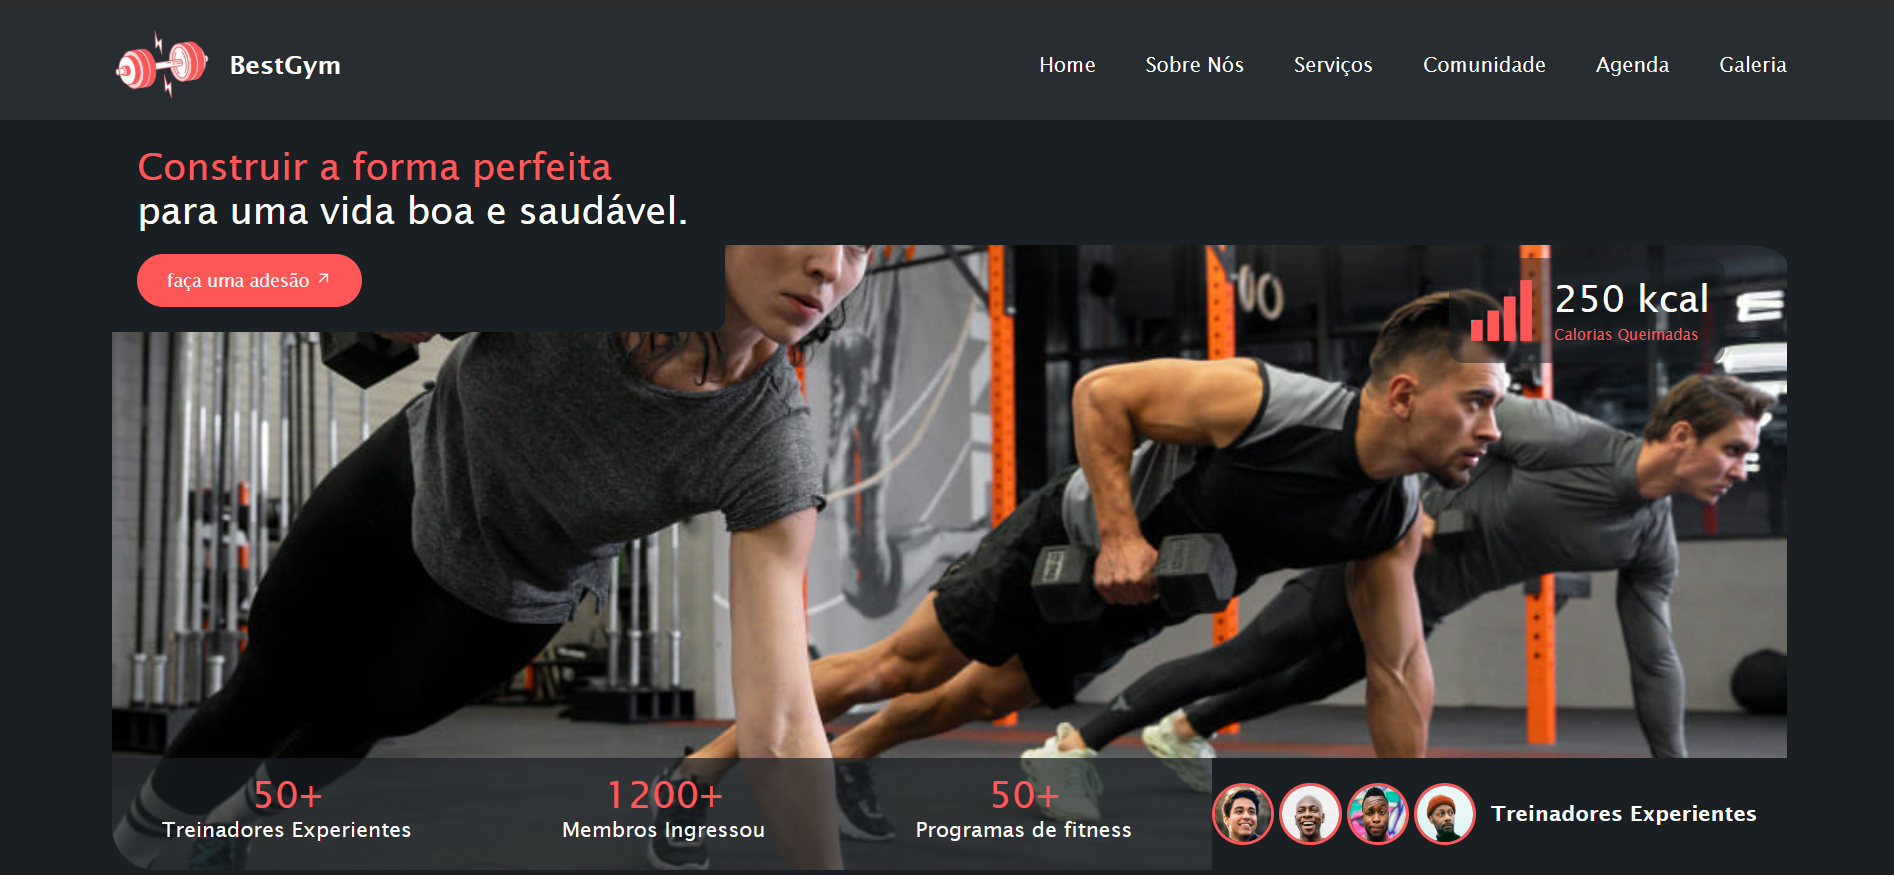 BestGym
Home Sobre Nós Serviços Comunidade Agenda Galeria
Construir a forma perfeita
para uma vida boa e saudável.
faça uma adesão
250 kcal
Calorias Queimadas
50+
Treinadores Experientes
1200+
Membros Ingressou
50+
Programas de fitness
Treinadores Experientes